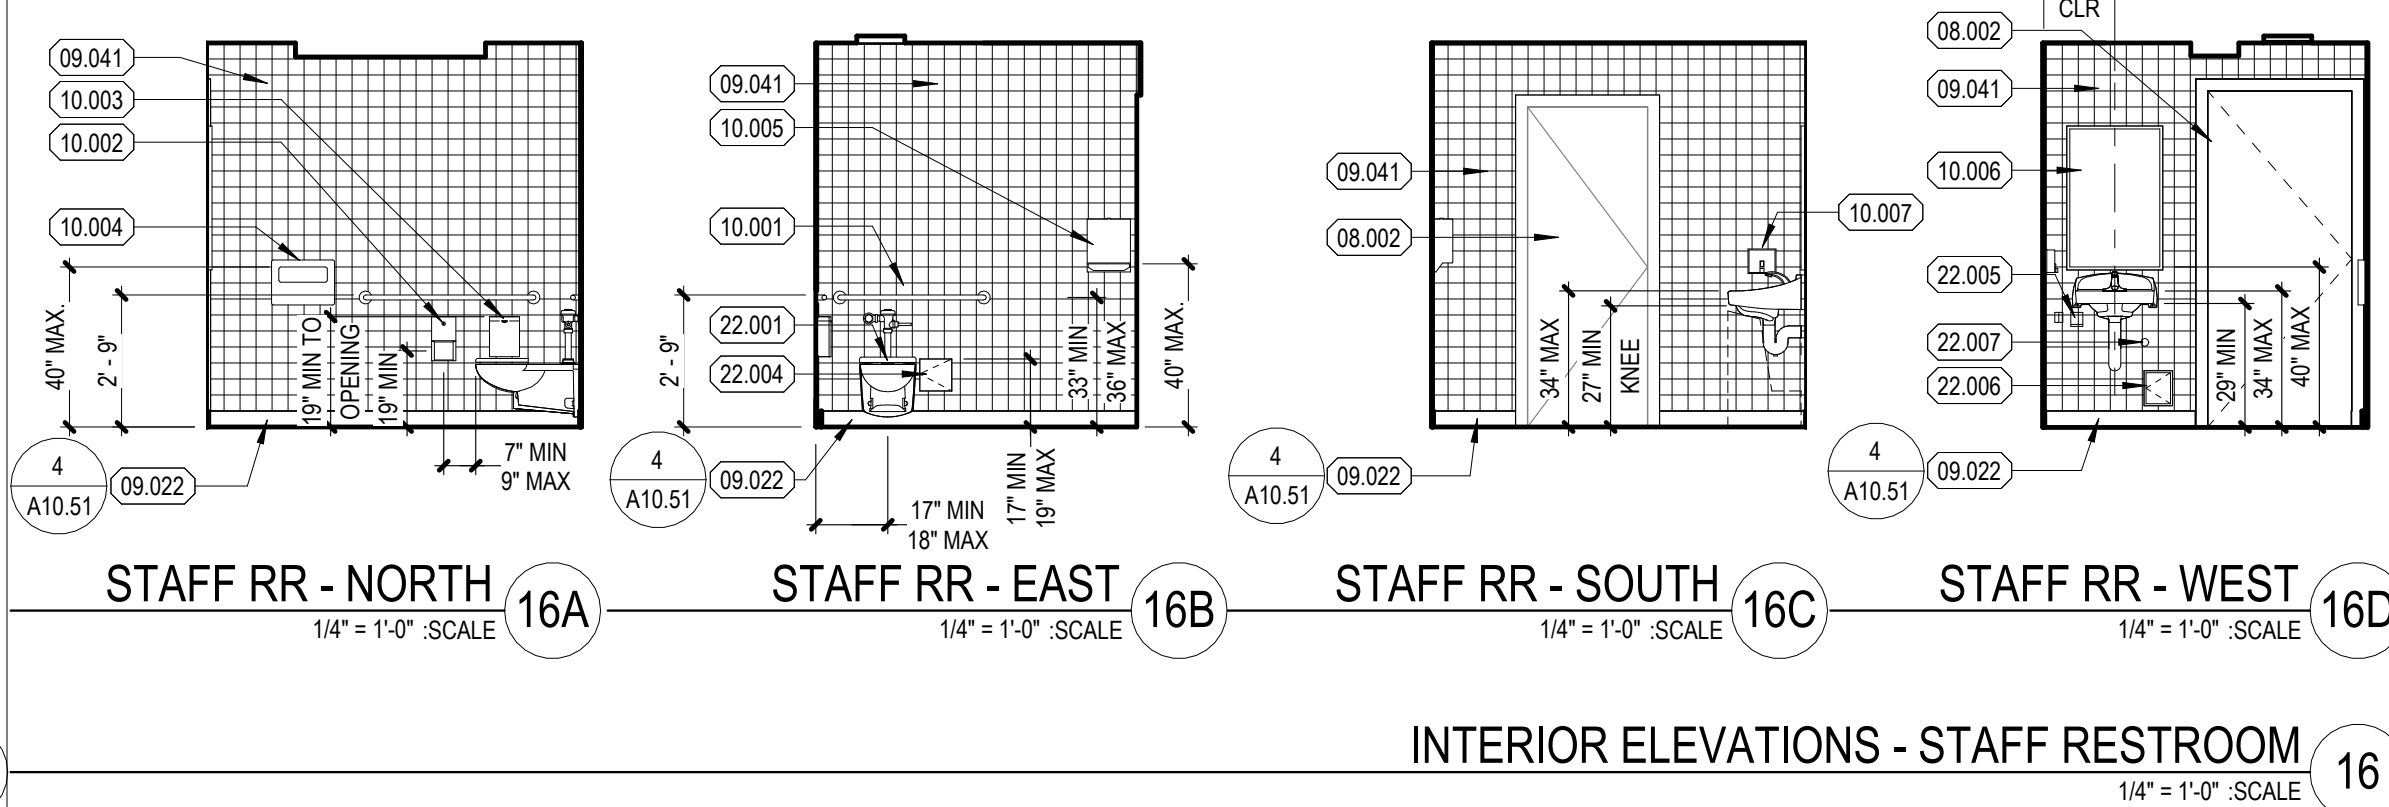 09.041
10.003
10.002
10.004
40" MAX.
2' - 9"
19" MIN TO
OPENING
19" MIN
7" MIN
9" MAX
4
A10.51
09.022
STAFF RR - NORTH
16A
1/4" = 1'-0" :SCALE
09.041
10.005
10.001
22.001
22.004
2' - 9"
33" MIN
36" MAX
40" MAX.
17" MIN
19" MAX
17" MIN
18" MAX
4
A10.51
09.022
STAFF RR - EAST
16B
1/4" = 1'-0" :SCALE
09.041
08.002
10.007
34" MAX
27" MIN
KNEE
4
A10.51
09.022
STAFF RR - SOUTH
16C
1/4" = 1'-0" :SCALE
CLR
08.002
09.041
10.006
22.005
22.007
22.006
29" MIN
34" MAX
40" MAX
4
A10.51
09.022
STAFF RR - WEST
16D
1/4" = 1'-0" :SCALE
INTERIOR ELEVATIONS - STAFF RESTROOM
16
1/4" = 1'-0" :SCALE